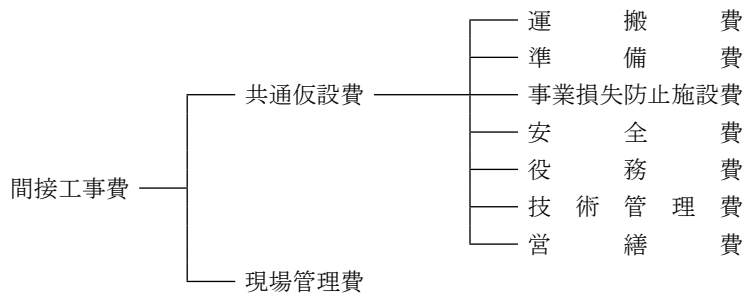 運搬費
準備費
共通仮設費 事業損失防止施設費
安全費
間接工事費 役務費
技術管理費
営繕費
現場管理費